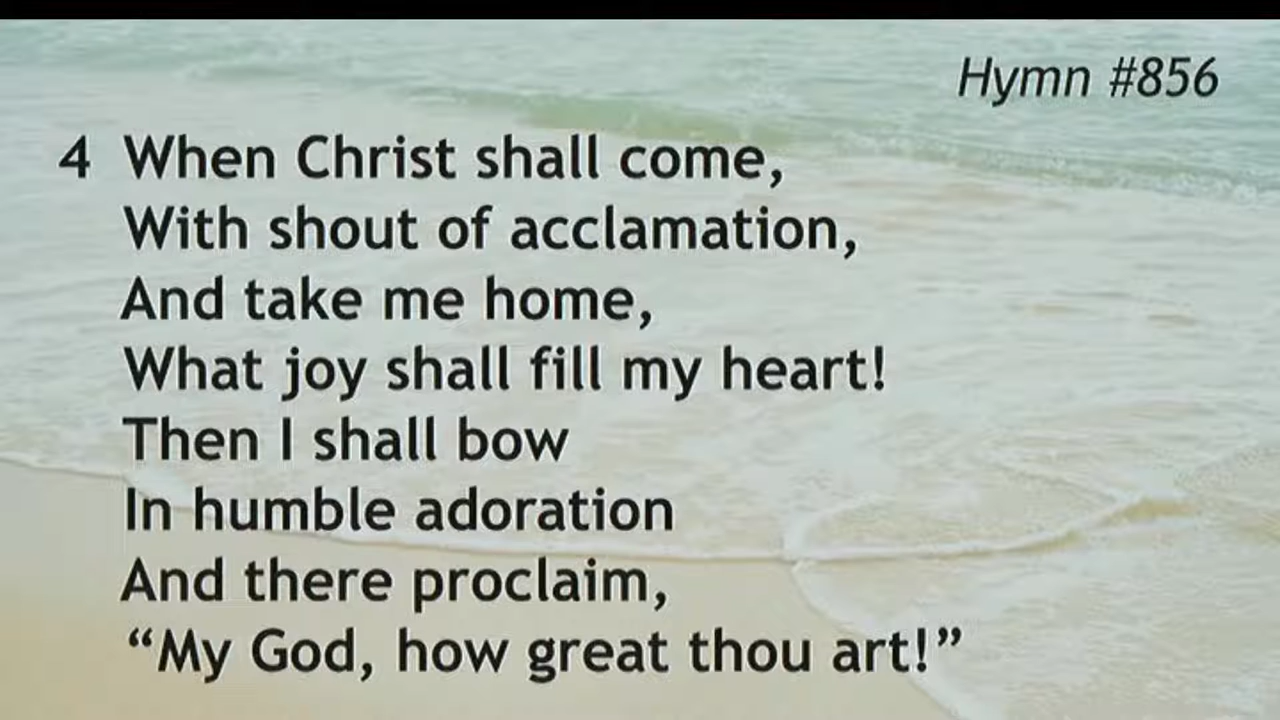 Hymn #856
4 When Christ shall come,
With shout of acclamation,
And take me home,
What joy shall fill my heart!
Then I shall bow
In humble adoration
And there proclaim,
“My God, how great thou art!”